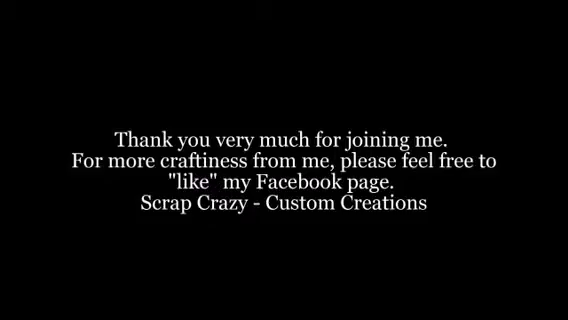 Thank you very much for joining me.
For more craftiness from me, please feel free to
"like" my Facebook page.
Scrap Crazy - Custom Creations